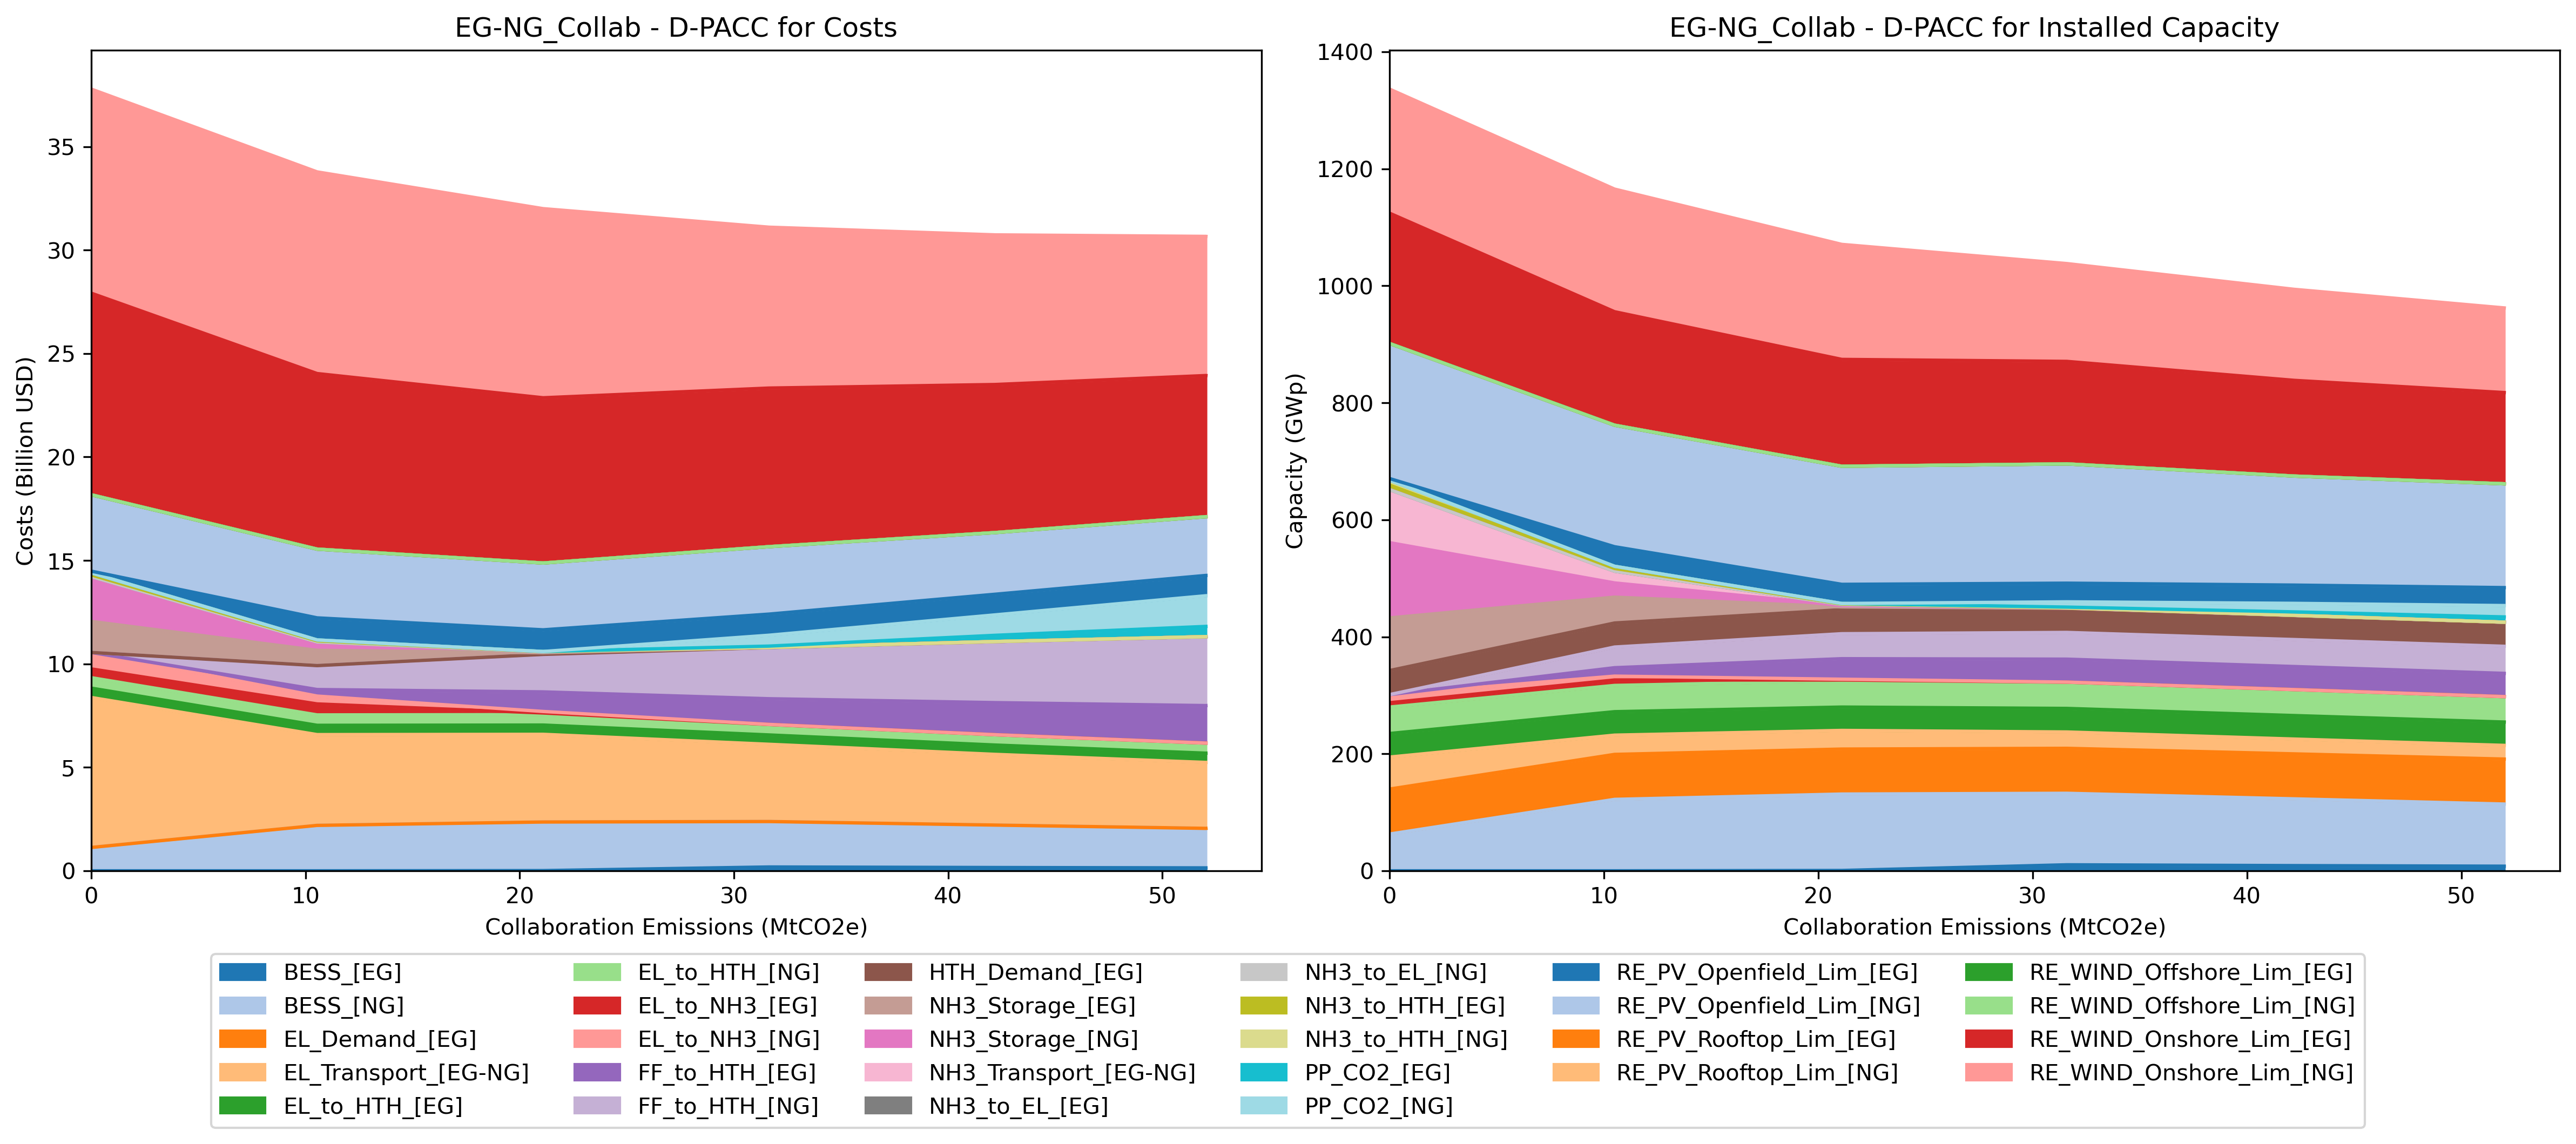 EG-NG_Collab - D-PACC for Costs
Costs (Billion USD)
35
30
25
20
15
10
5
0
0 10 20 30 40 50
Collaboration Emissions (MtCO2e)
EG-NG_Collab - D-PACC for Installed Capacity
Capacity (GWp)
1400
1200
1000
800
600
400
200
0
0 10 20 30 40 50
Collaboration Emissions (MtCO2e)
BESS_[EG]
BESS_[NG]
EL_Demand_[EG]
EL_Transport_[EG-NG]
EL_to_HTH_[EG]
EL_to_HTH_[NG]
EL_to_NH3_[EG]
EL_to_NH3_[NG]
FF_to_HTH_[EG]
FF_to_HTH_[NG]
HTH_Demand_[EG]
NH3_Storage_[EG]
NH3_Storage_[NG]
NH3_Transport_[EG-NG]
NH3_to_EL_[EG]
NH3_to_EL_[NG]
NH3_to_HTH_[EG]
NH3_to_HTH_[NG]
PP_CO2_[EG]
PP_CO2_[NG]
RE_PV_Openfield_Lim_[EG]
RE_PV_Openfield_Lim_[NG]
RE_PV_Rooftop_Lim_[EG]
RE_PV_Rooftop_Lim_[NG]
RE_WIND_Offshore_Lim_[EG]
RE_WIND_Offshore_Lim_[NG]
RE_WIND_Onshore_Lim_[EG]
RE_WIND_Onshore_Lim_[NG]